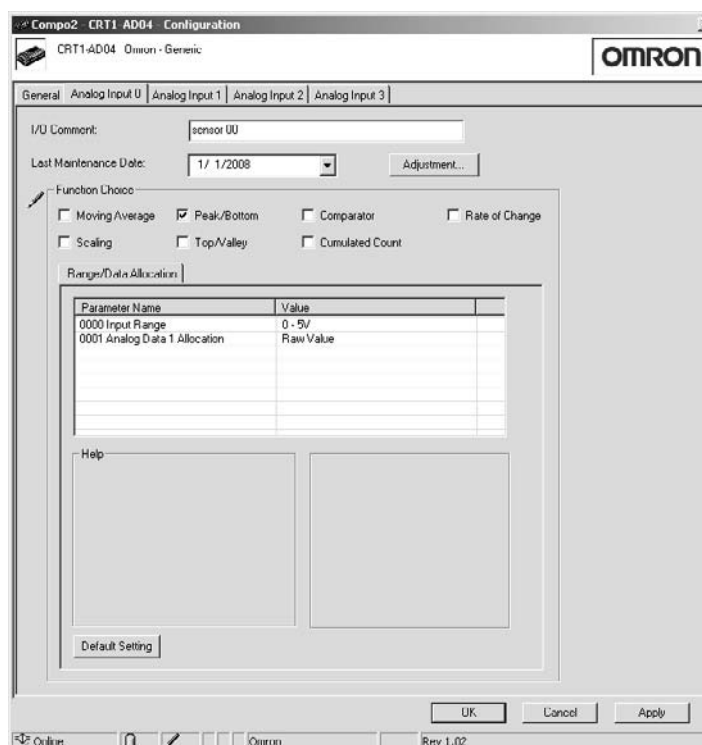 Compo2 - CRT1-AD04 - Configuration
CRT1-AD04 Omron - Generic
OMRON
General Analog Input 0 Analog Input 1 Analog Input 2 Analog Input 3
I/O Comment: sensor 00
Last Maintenance Date: 1/ 1/2008 Adjustment...
Function Choice
Moving Average Peak/Bottom Comparator Rate of Change
Scaling Top/Valley Cumulated Count
Range/Data Allocation
Parameter Name Value
0000 Input Range 0 - 5V
0001 Analog Data 1 Allocation Raw Value
Help
Default Setting
OK Cancel Apply
Online Omron Rev 1.02